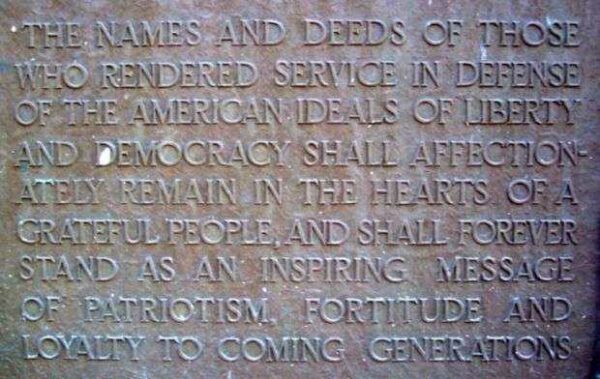 THE NAMES AND DEEDS OF THOSE
WHO RENDERED SERVICE IN DEFENSE
OF THE AMERICAN IDEALS OF LIBERTY
AND DEMOCRACY SHALL AFFECTION-
ATELY REMAIN IN THE HEARTS OF A
GRATEFUL PEOPLE, AND SHALL FOREVER
STAND AS AN INSPIRING MESSAGE
OF PATRIOTISM, FORTITUDE AND
LOYALTY TO COMING GENERATIONS